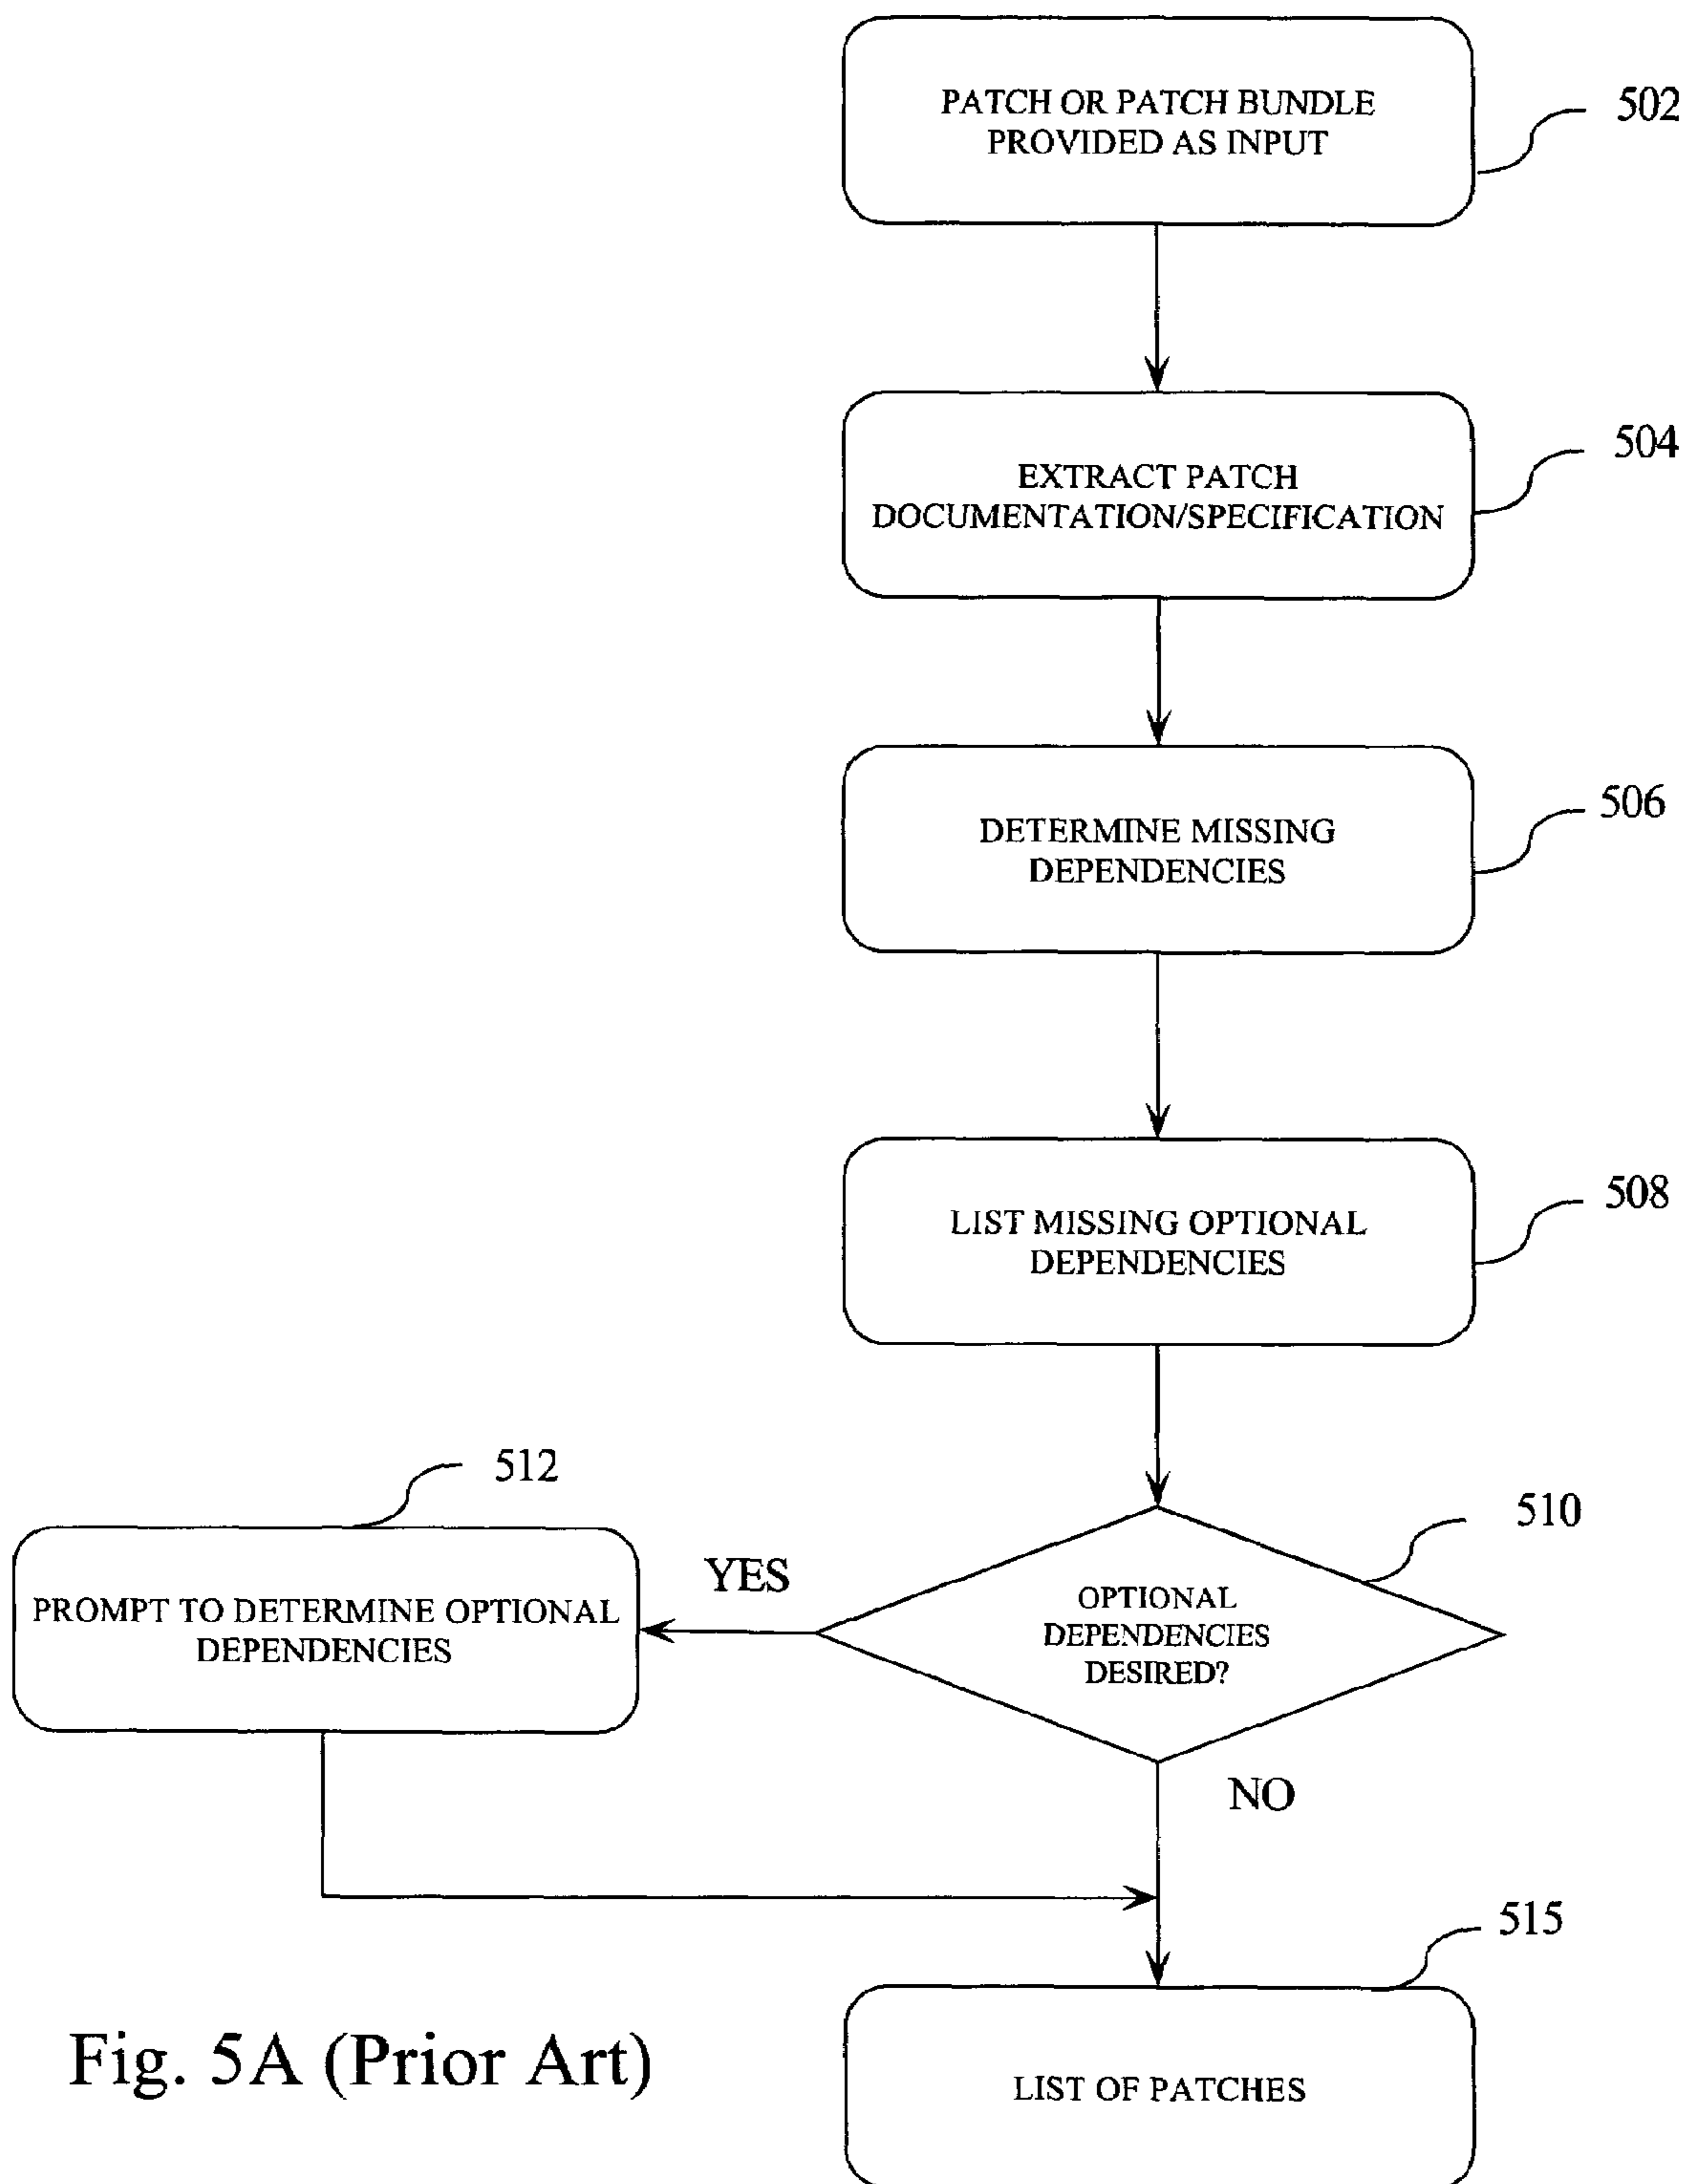 PATCH OR PATCH BUNDLE
PROVIDED AS INPUT
502
EXTRACT PATCH
DOCUMENTATION/SPECIFICATION
504
DETERMINE MISSING
DEPENDENCIES
506
LIST MISSING OPTIONAL
DEPENDENCIES
508
OPTIONAL
DEPENDENCIES
DESIRED?
510
YES
512
PROMPT TO DETERMINE OPTIONAL
DEPENDENCIES
NO
515
LIST OF PATCHES
Fig. 5A (Prior Art)